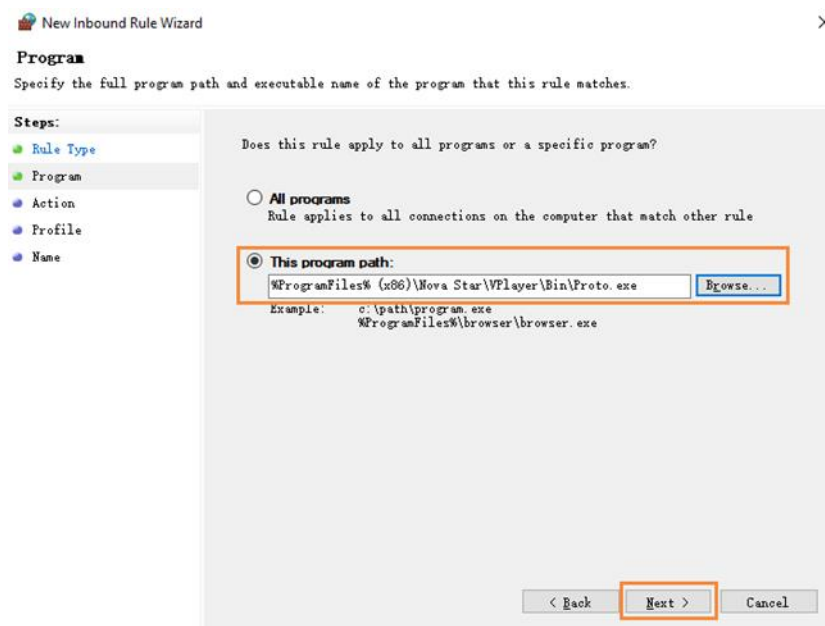 New Inbound Rule Wizard
Program
Specify the full program path and executable name of the program that this rule matches.
Steps:
Rule Type
Program
Action
Profile
Name
Does this rule apply to all programs or a specific program?
All programs
Rule applies to all connections on the computer that match other rule
This program path:
%ProgramFiles% (x86)\Nova Star\VPlayer\Bin\Proto.exe
Browse...
Example: c:\path\program.exe
%ProgramFiles%\browser\browser.exe
< Back
Next >
Cancel